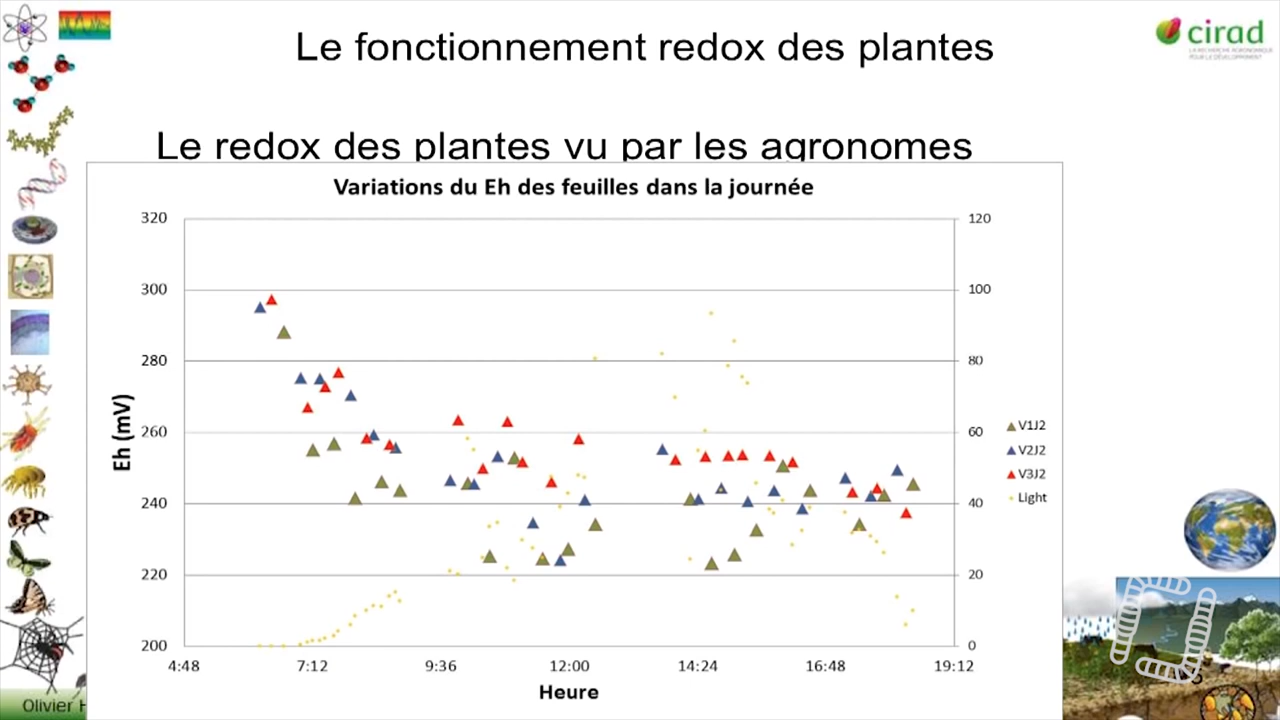 Le fonctionnement redox des plantes
cirad
LA RECHERCHE AGRONOMIQUE
POUR LE DÉVELOPPEMENT
Le redox des plantes vu par les agronomes
Variations du Eh des feuilles dans la journée
320
300
280
260
240
220
200
Eh (mV)
120
100
80
60
40
20
0
V1J2
V2J2
V3J2
Light
4:48
7:12
9:36
12:00
14:24
16:48
19:12
Heure
Olivier H